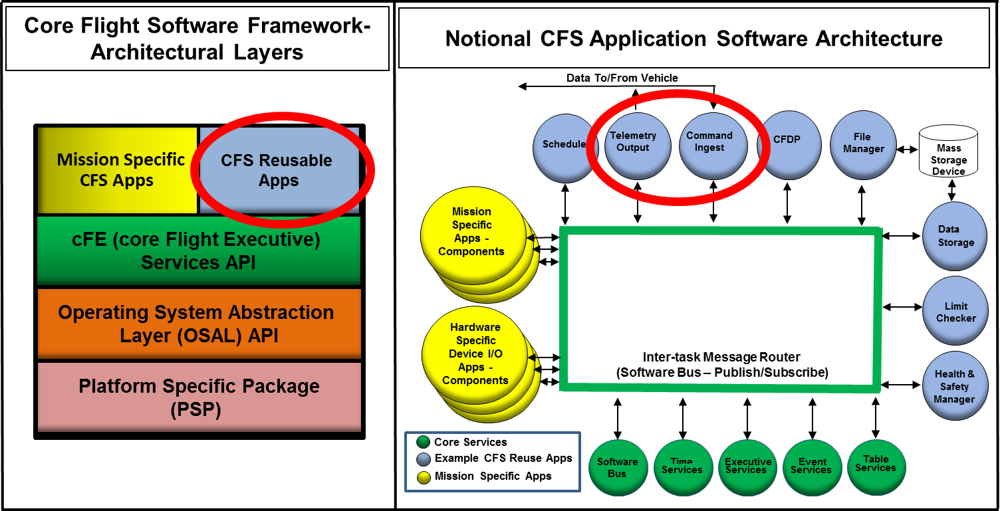 Core Flight Software Framework-
Architectural Layers
Mission Specific
CFS Apps
CFS Reusable
Apps
cFE (core Flight Executive)
Services API
Operating System Abstraction
Layer (OSAL) API
Platform Specific Package
(PSP)
Notional CFS Application Software Architecture
Data To/From Vehicle
Schedule
Telemetry
Output
Command
Ingest
CFDP
File
Manager
Mass
Storage
Device
Mission
Specific
Apps -
Components
Data
Storage
Limit
Checker
Hardware
Specific
Device I/O
Apps -
Components
Inter-task Message Router
(Software Bus – Publish/Subscribe)
Health &
Safety
Manager
Core Services
Example CFS Reuse Apps
Mission Specific Apps
Software
Bus
Time
Services
Executive
Services
Event
Services
Table
Services